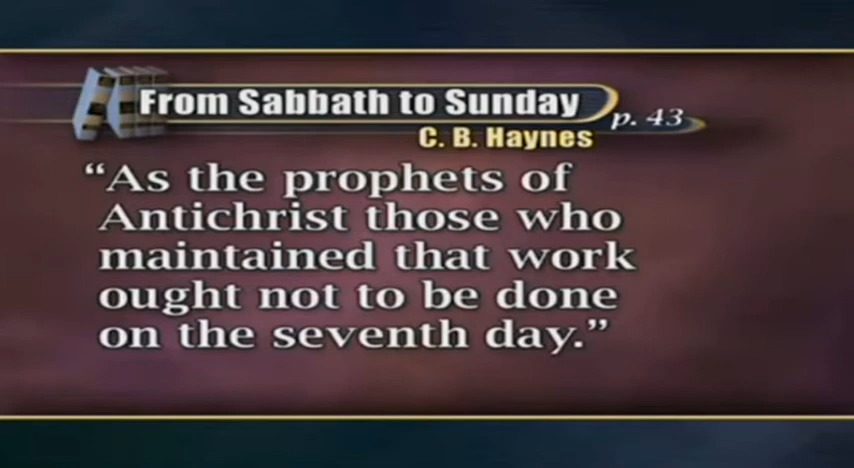 From Sabbath to Sunday
p. 43
C. B. Haynes
“As the prophets of
Antichrist those who
maintained that work
ought not to be done
on the seventh day.”